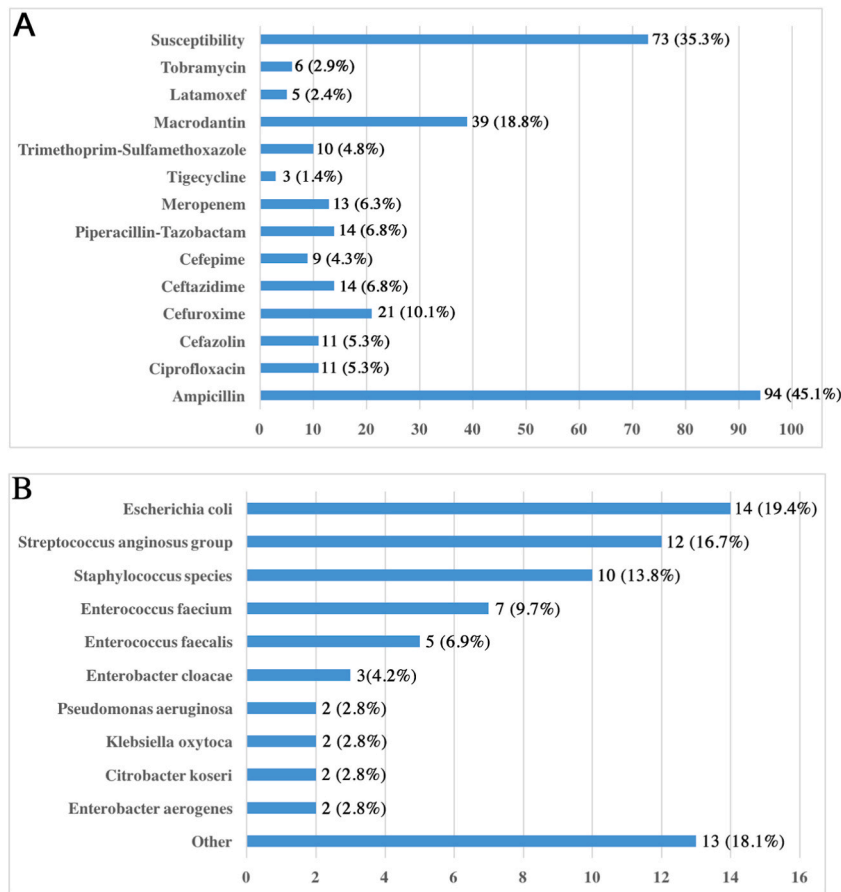 A
Susceptibility 73 (35.3%)
Tobramycin 6 (2.9%)
Latamoxef 5 (2.4%)
Macrodantin 39 (18.8%)
Trimethoprim-Sulfamethoxazole 10 (4.8%)
Tigecycline 3 (1.4%)
Meropenem 13 (6.3%)
Piperacillin-Tazobactam 14 (6.8%)
Cefepime 9 (4.3%)
Ceftazidime 14 (6.8%)
Cefuroxime 21 (10.1%)
Cefazolin 11 (5.3%)
Ciprofloxacin 11 (5.3%)
Ampicillin 94 (45.1%)
0 10 20 30 40 50 60 70 80 90 100
B
Escherichia coli 14 (19.4%)
Streptococcus anginosus group 12 (16.7%)
Staphylococcus species 10 (13.8%)
Enterococcus faecium 7 (9.7%)
Enterococcus faecalis 5 (6.9%)
Enterobacter cloacae 3(4.2%)
Pseudomonas aeruginosa 2 (2.8%)
Klebsiella oxytoca 2 (2.8%)
Citrobacter koseri 2 (2.8%)
Enterobacter aerogenes 2 (2.8%)
Other 13 (18.1%)
0 2 4 6 8 10 12 14 16